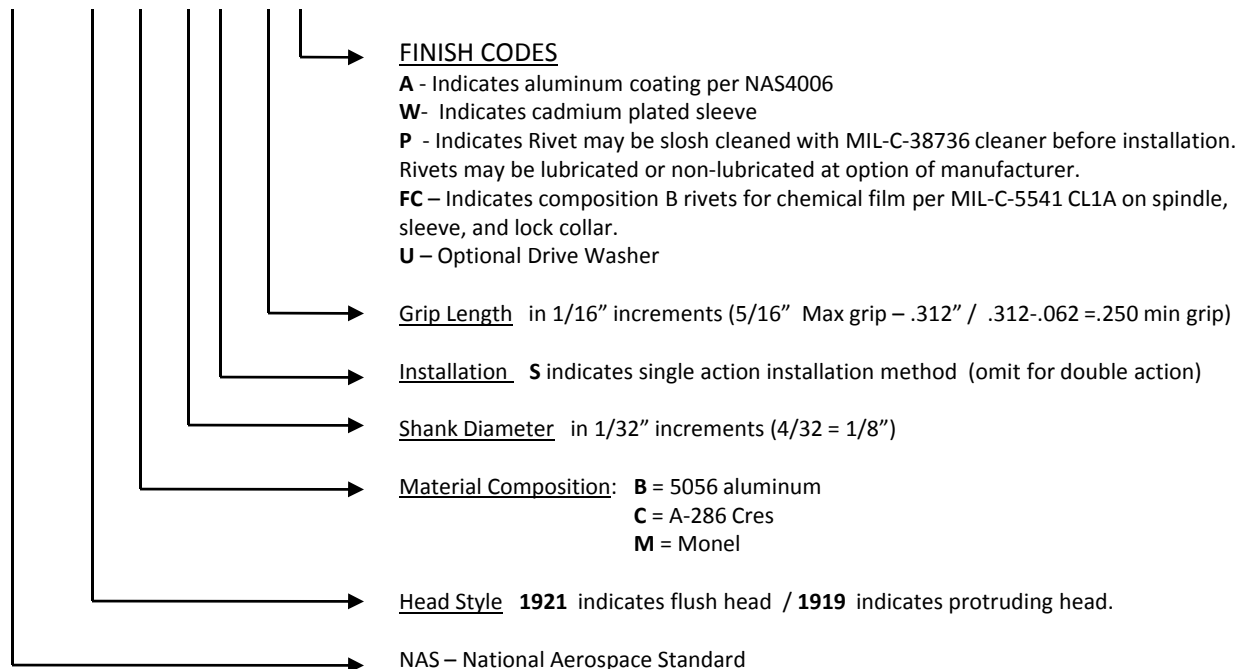 FINISH CODES
A - Indicates aluminum coating per NAS4006
W- Indicates cadmium plated sleeve
P - Indicates Rivet may be slosh cleaned with MIL-C-38736 cleaner before installation.
Rivets may be lubricated or non-lubricated at option of manufacturer.
FC – Indicates composition B rivets for chemical film per MIL-C-5541 CL1A on spindle,
sleeve, and lock collar.
U – Optional Drive Washer
Grip Length in 1/16” increments (5/16” Max grip – .312” / .312-.062 =.250 min grip)
Installation S indicates single action installation method (omit for double action)
Shank Diameter in 1/32” increments (4/32 = 1/8”)
Material Composition: B = 5056 aluminum
C = A-286 Cres
M = Monel
Head Style 1921 indicates flush head / 1919 indicates protruding head.
NAS – National Aerospace Standard